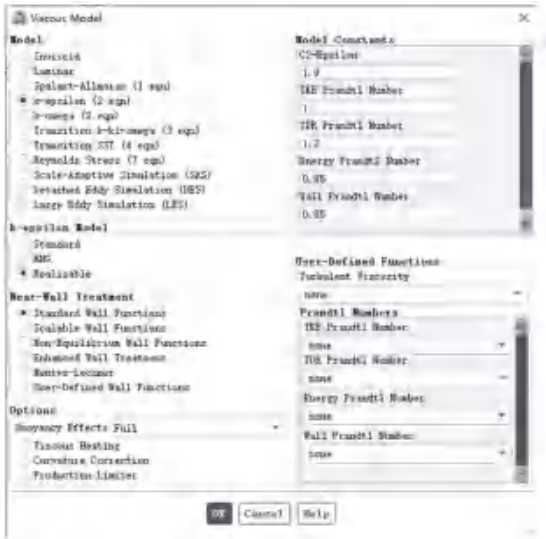 Viscous Model
Model
Inviscid
Laminar
Spalart-Allmaras (1 eqn)
k-epsilon (2 eqn)
k-omega (2 eqn)
Transition k-kl-omega (3 eqn)
Transition SST (4 eqn)
Reynolds Stress (7 eqn)
Scale-Adaptive Simulation (SAS)
Detached Eddy Simulation (DES)
Large Eddy Simulation (LES)
k-epsilon Model
Standard
RNG
Realizable
Near-Wall Treatment
Standard Wall Functions
Scalable Wall Functions
Non-Equilibrium Wall Functions
Enhanced Wall Treatment
Menter-Lechner
User-Defined Wall Functions
Options
Buoyancy Effects Full
Viscous Heating
Curvature Correction
Production Limiter
Model Constants
C2-Epsilon
1.9
TKE Prandtl Number
1
TDR Prandtl Number
1.2
Energy Prandtl Number
0.85
Wall Prandtl Number
0.85
User-Defined Functions
Turbulent Viscosity
none
Prandtl Numbers
TKE Prandtl Number
none
TDR Prandtl Number
none
Energy Prandtl Number
none
Wall Prandtl Number
none
OK
Cancel
Help